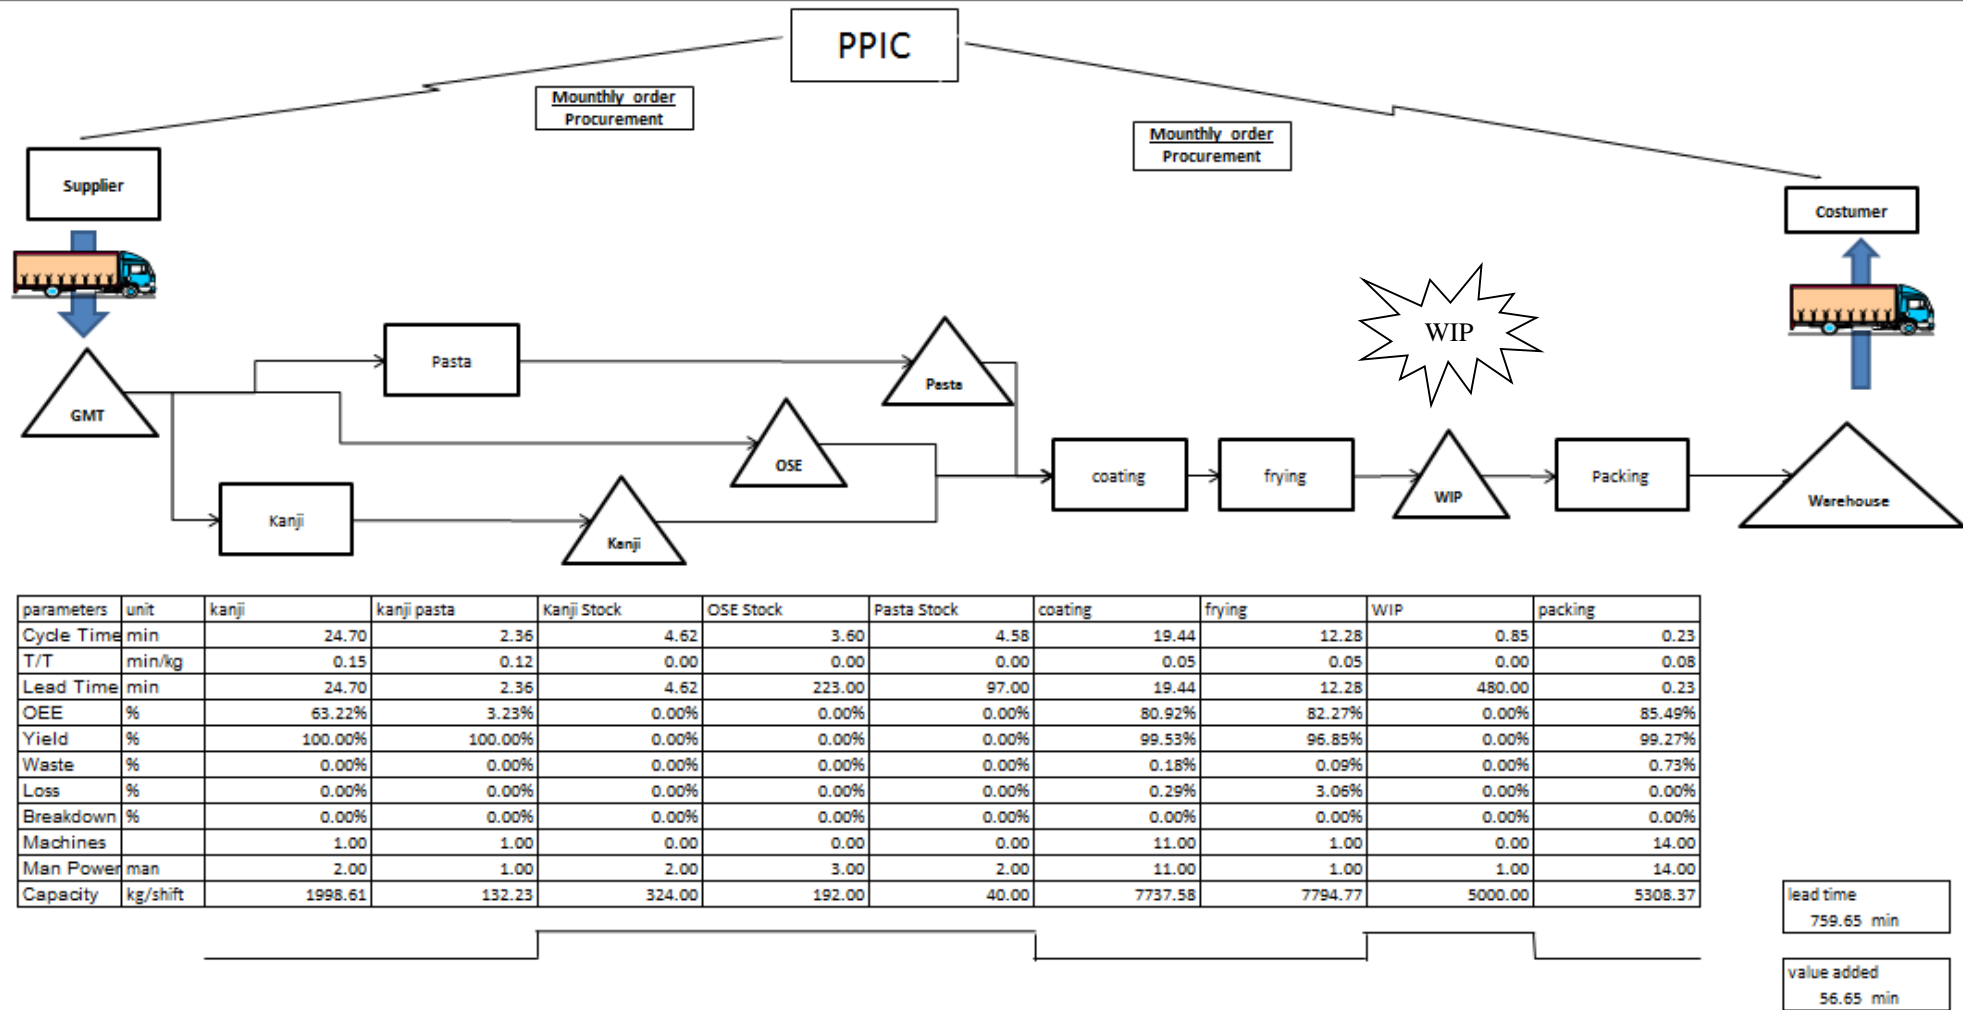 PPIC
Mounthly order
Procurement
Mounthly order
Procurement
Supplier
Costumer
WIP
Pasta
Pasta
GMT
OSE
coating
frying
WIP
Packing
Warehouse
Kanji
Kanji
parameters unit kanji kanji pasta Kanji Stock OSE Stock Pasta Stock coating frying WIP packing
Cycle Time min 24.70 2.36 4.62 3.60 4.58 19.44 12.28 0.85 0.23
T/T min/kg 0.15 0.12 0.00 0.00 0.00 0.05 0.05 0.00 0.08
Lead Time min 24.70 2.36 4.62 223.00 97.00 19.44 12.28 480.00 0.23
OEE % 63.22% 3.23% 0.00% 0.00% 0.00% 80.92% 82.27% 0.00% 85.49%
Yield % 100.00% 100.00% 0.00% 0.00% 0.00% 99.53% 96.85% 0.00% 99.27%
Waste % 0.00% 0.00% 0.00% 0.00% 0.00% 0.18% 0.09% 0.00% 0.73%
Loss % 0.00% 0.00% 0.00% 0.00% 0.00% 0.29% 3.06% 0.00% 0.00%
Breakdown % 0.00% 0.00% 0.00% 0.00% 0.00% 0.00% 0.00% 0.00% 0.00%
Machines 1.00 1.00 0.00 0.00 0.00 11.00 1.00 0.00 14.00
Man Power man 2.00 1.00 2.00 3.00 2.00 11.00 1.00 1.00 14.00
Capacity kg/shift 1998.61 132.23 324.00 192.00 40.00 7737.58 7794.77 5000.00 5308.37
lead time
759.65 min
value added
56.65 min